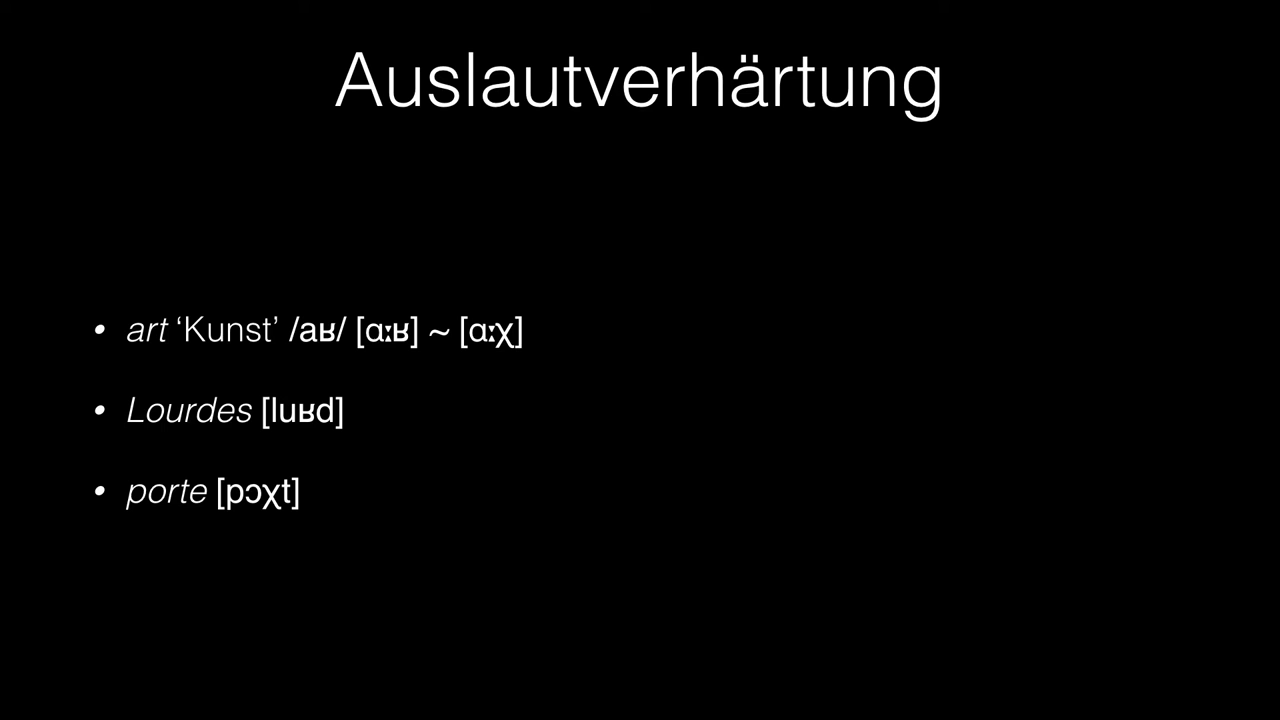 Auslautverhärtung
• art ‘Kunst’ /aʁ/ [ɑːʁ] ~ [ɑːχ]
• Lourdes [luʁd]
• porte [pɔχt]